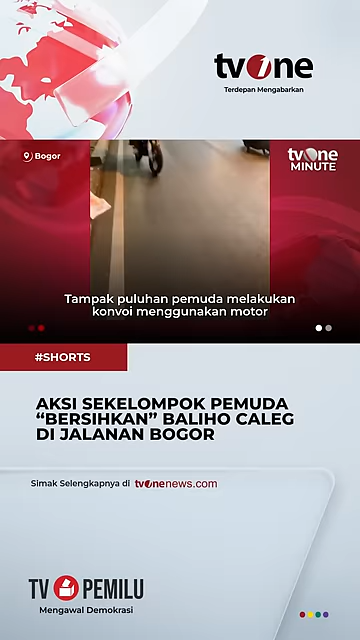 tvOne
Terdepan Mengabarkan
Bogor
tvOne
MINUTE
Tampak puluhan pemuda melakukan
konvoi menggunakan motor
#SHORTS
AKSI SEKELOMPOK PEMUDA
“BERSIHKAN” BALIHO CALEG
DI JALANAN BOGOR
Simak Selengkapnya di tvOnenews.com
TV PEMILU
Mengawal Demokrasi